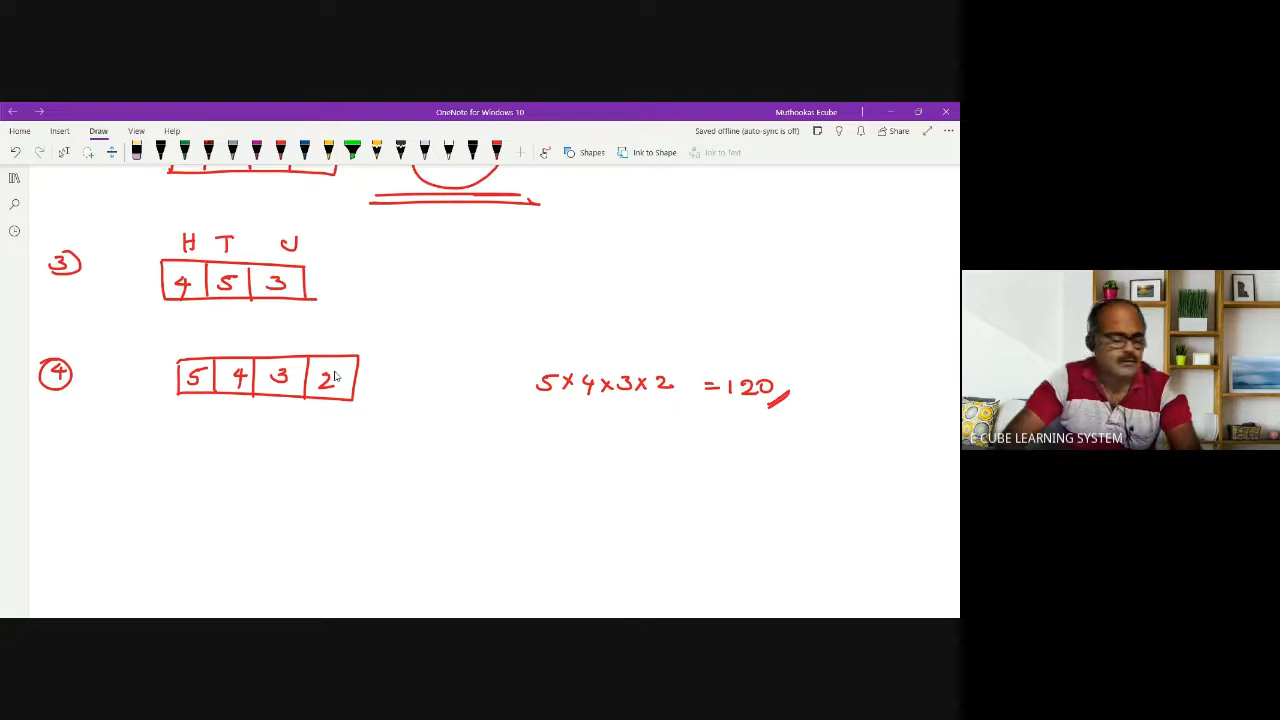 OneNote for Windows 10
Muthookas Ecube
Home Insert Draw View Help
Saved offline (auto-sync is off)
Share
Shapes
Ink to Shape
Ink to Text
H T U
3) 4 5 3
4 5 4 3 2
5 × 4 × 3 × 2 = 120
E CUBE LEARNING SYSTEM